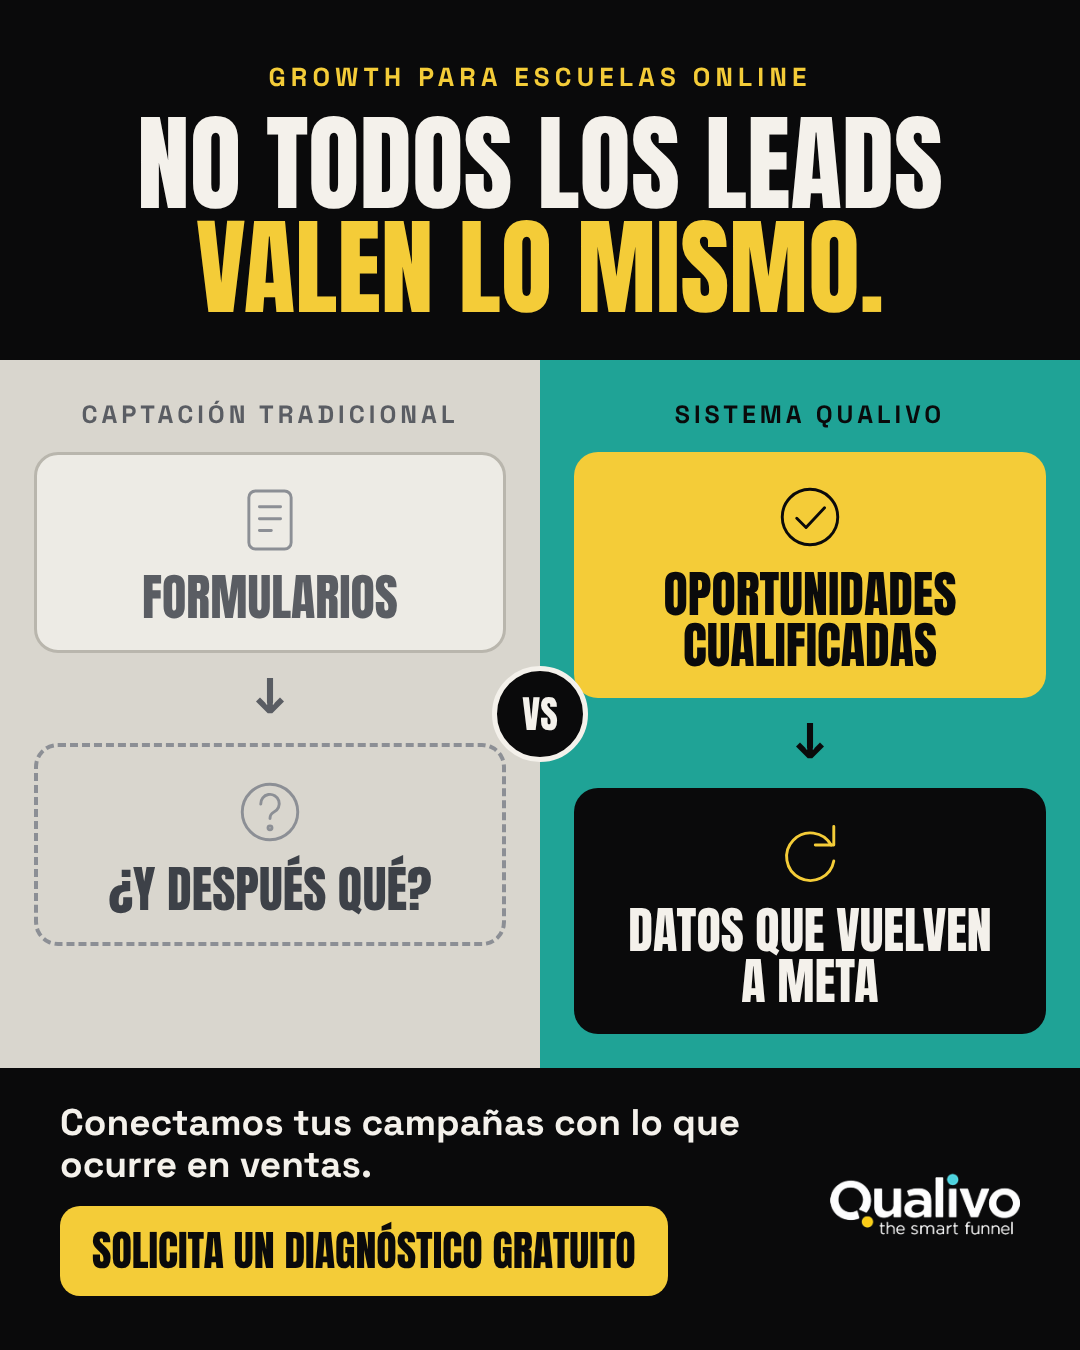 GROWTH PARA ESCUELAS ONLINE
NO TODOS LOS LEADS
VALEN LO MISMO.
CAPTACIÓN TRADICIONAL
FORMULARIOS
¿Y DESPUÉS QUÉ?
VS
SISTEMA QUALIVO
OPORTUNIDADES
CUALIFICADAS
DATOS QUE VUELVEN
A META
Conectamos tus campañas con lo que
ocurre en ventas.
SOLICITA UN DIAGNÓSTICO GRATUITO
Qualivo
the smart funnel